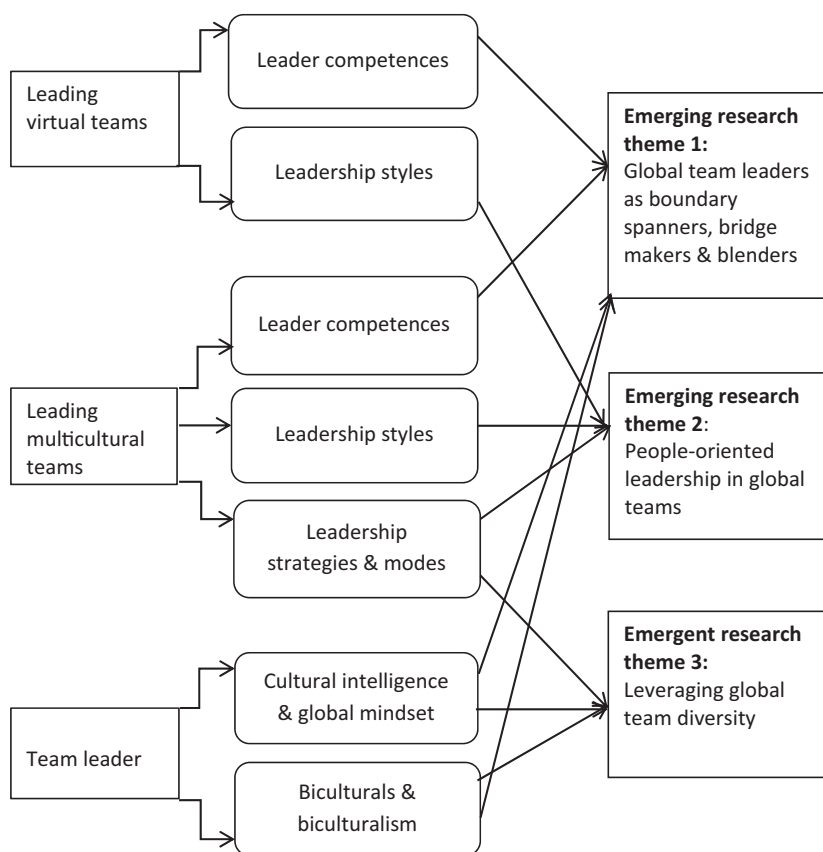 Leading
virtual teams
Leader competences
Leadership styles
Leading
multicultural
teams
Leader competences
Leadership styles
Leadership
strategies & modes
Team leader
Cultural intelligence
& global mindset
Biculturals &
biculturalism
Emerging research
theme 1:
Global team leaders
as boundary
spanners, bridge
makers & blenders
Emerging research
theme 2:
People-oriented
leadership in global
teams
Emergent research
theme 3:
Leveraging global
team diversity